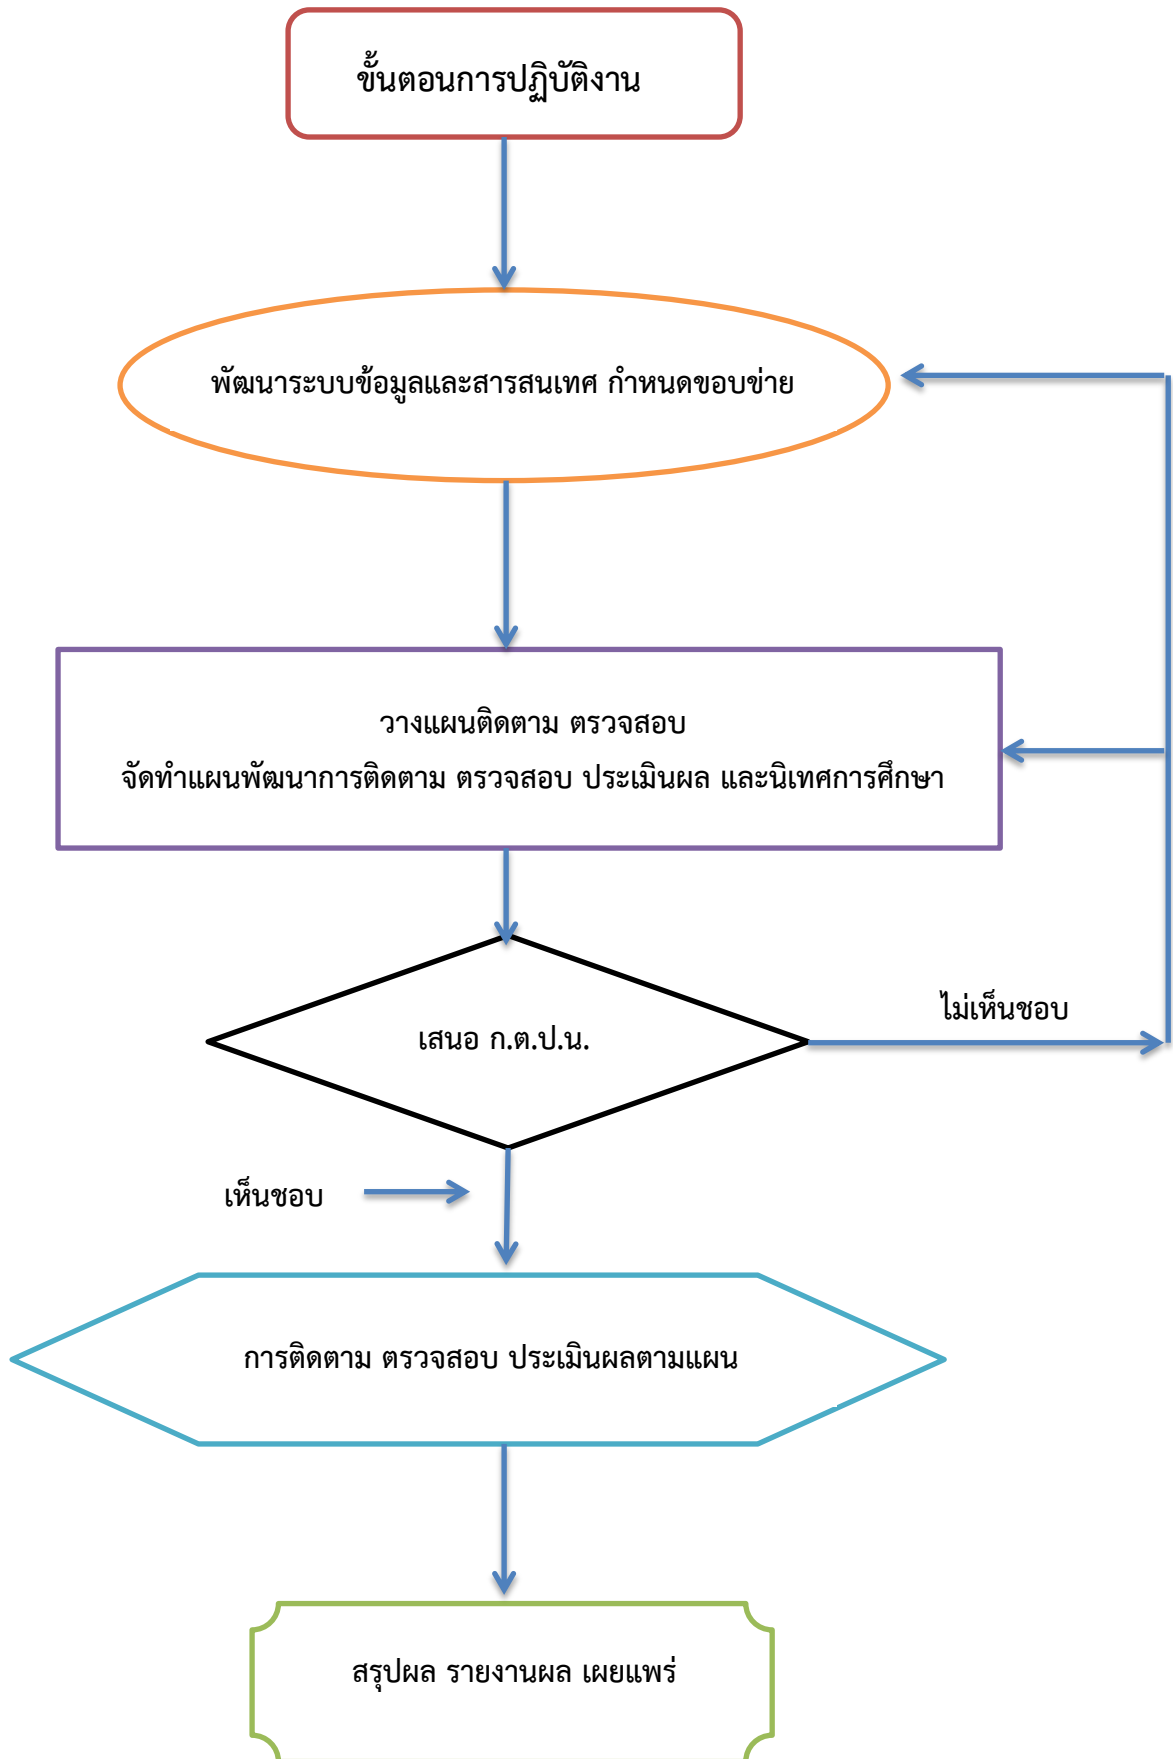 ขั้นตอนการปฏิบัติงาน
พัฒนาระบบข้อมูลและสารสนเทศ กำหนดขอบข่าย
วางแผนติดตาม ตรวจสอบ
จัดทำแผนพัฒนาการติดตาม ตรวจสอบ ประเมินผล และนิเทศการศึกษา
ไม่เห็นชอบ
เสนอ ก.ต.ป.น.
เห็นชอบ
การติดตาม ตรวจสอบ ประเมินผลตามแผน
สรุปผล รายงานผล เผยแพร่